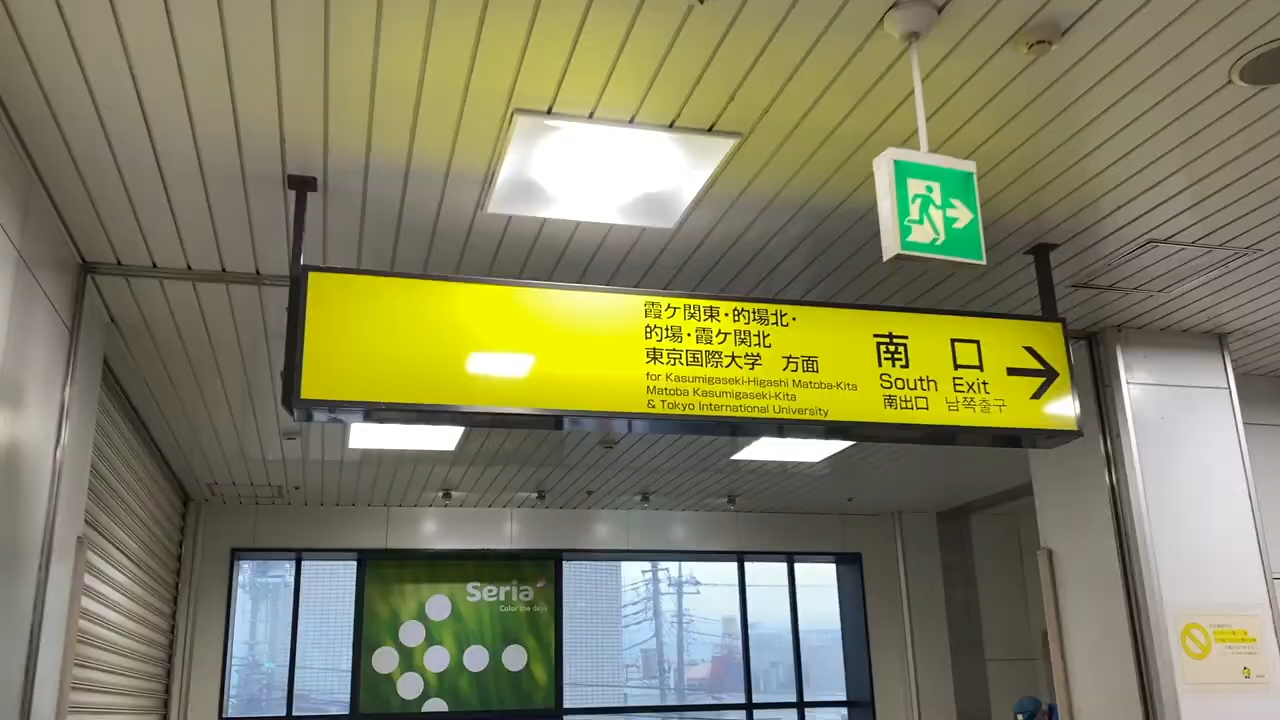 霞ケ関東・的場北・
的場・霞ケ関北
東京国際大学 方面
for Kasumigaseki-Higashi Matoba-Kita
Matoba Kasumigaseki-Kita
& Tokyo International University
南 口
South Exit
南出口 남쪽출구
Seria
Color the days